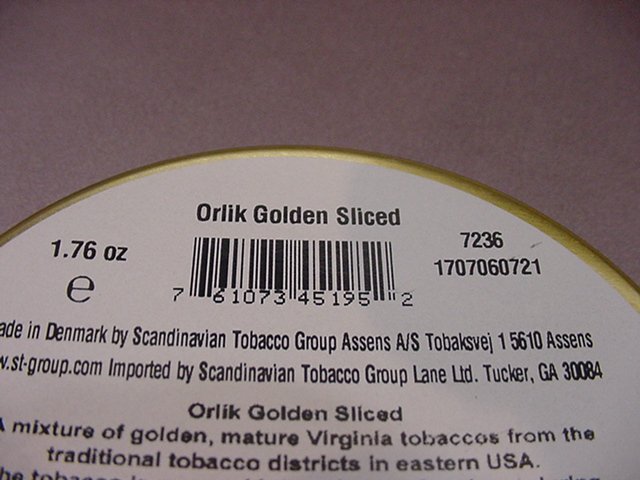 Orlik Golden Sliced
1.76 oz
7236
e
1707060721
7 61073 45195 2
ade in Denmark by Scandinavian Tobacco Group Assens A/S Tobaksvej 1 5610 Assens
w.st-group.com Imported by Scandinavian Tobacco Group Lane Ltd. Tucker, GA 30084
Orlik Golden Sliced
A mixture of golden, mature Virginia tobaccos from the
traditional tobacco districts in eastern USA.